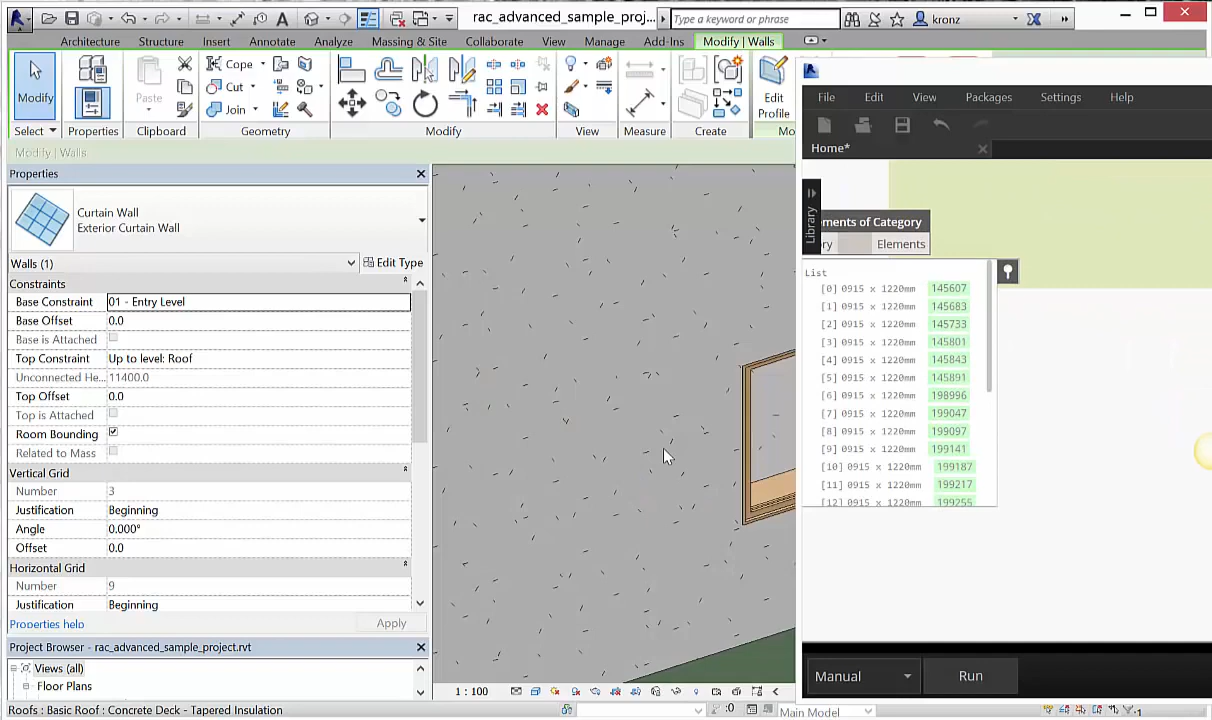 rac_advanced_sample_proj...
Type a keyword or phrase
kronz
Architecture Structure Insert Annotate Analyze Massing & Site Collaborate View Manage Add-Ins Modify | Walls
Modify
Paste
Cope
Cut
Join
Edit
Profile
Select Properties Clipboard Geometry Modify View Measure Create Mo
Modify | Walls
Properties
Curtain Wall
Exterior Curtain Wall
Walls (1)
Edit Type
Constraints
Base Constraint 01 - Entry Level
Base Offset 0.0
Base is Attached
Top Constraint Up to level: Roof
Unconnected He... 11400.0
Top Offset 0.0
Top is Attached
Room Bounding
Related to Mass
Vertical Grid
Number 3
Justification Beginning
Angle 0.000°
Offset 0.0
Horizontal Grid
Number 9
Justification Beginning
Properties help
Apply
Project Browser - rac_advanced_sample_project.rvt
Views (all)
Floor Plans
1 : 100
Roofs : Basic Roof : Concrete Deck - Tapered Insulation
:0
Main Model
:1
File Edit View Packages Settings Help
Home*
Library
ments of Category
ry Elements
List
[0] 0915 x 1220mm 145607
[1] 0915 x 1220mm 145683
[2] 0915 x 1220mm 145733
[3] 0915 x 1220mm 145801
[4] 0915 x 1220mm 145843
[5] 0915 x 1220mm 145891
[6] 0915 x 1220mm 198996
[7] 0915 x 1220mm 199047
[8] 0915 x 1220mm 199097
[9] 0915 x 1220mm 199141
[10] 0915 x 1220mm 199187
[11] 0915 x 1220mm 199217
[12] 0915 x 1220mm 199255
Manual
Run